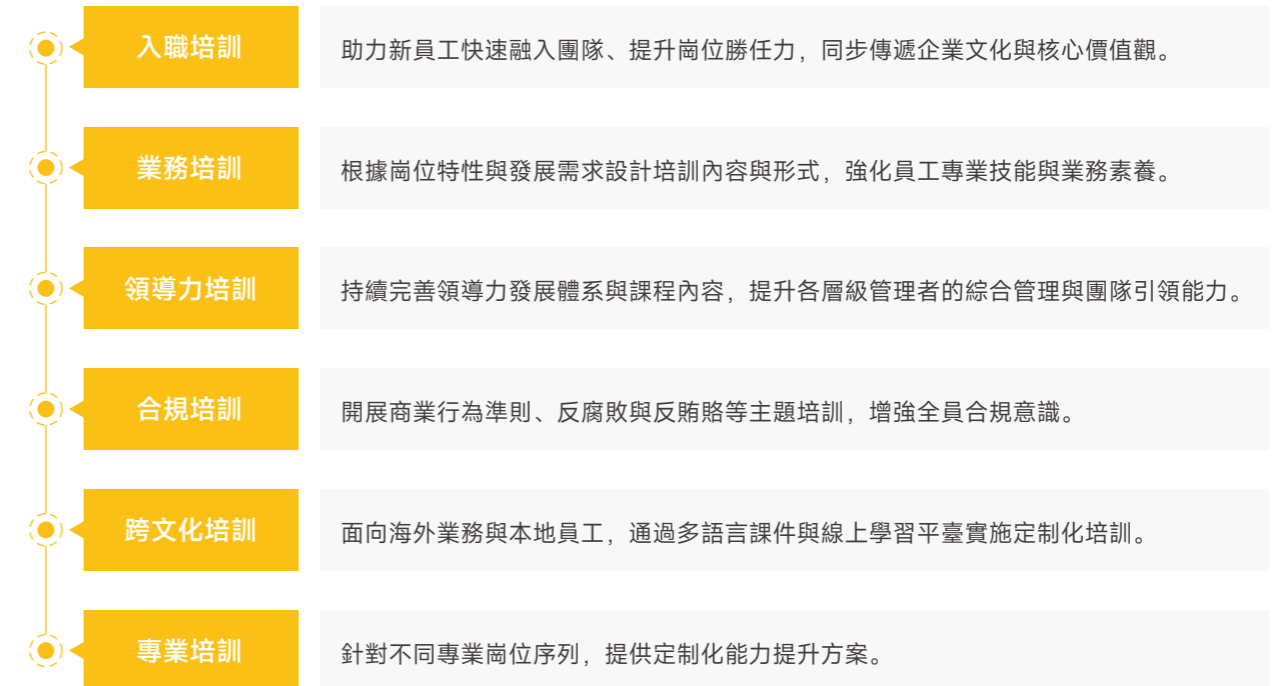 入職培訓
助力新員工快速融入團隊、提升崗位勝任力，同步傳遞企業文化與核心價值觀。
業務培訓
根據崗位特性與發展需求設計培訓內容與形式，強化員工專業技能與業務素養。
領導力培訓
持續完善領導力發展體系與課程內容，提升各層級管理者的綜合管理與團隊引領能力。
合規培訓
開展商業行為準則、反腐敗與反賄賂等主題培訓，增強全員合規意識。
跨文化培訓
面向海外業務與本地員工，通過多語言課件與線上學習平臺實施定制化培訓。
專業培訓
針對不同專業崗位序列，提供定制化能力提升方案。